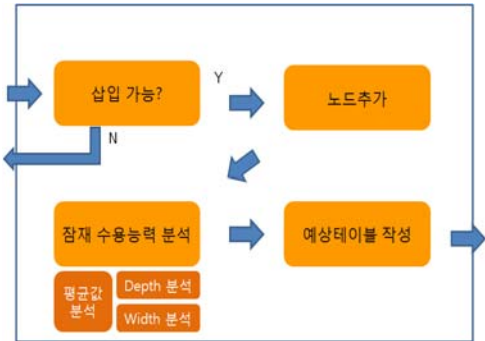 삽입 가능?
Y
노드추가
N
잠재 수용능력 분석
예상테이블 작성
평균값
분석
Depth 분석
Width 분석